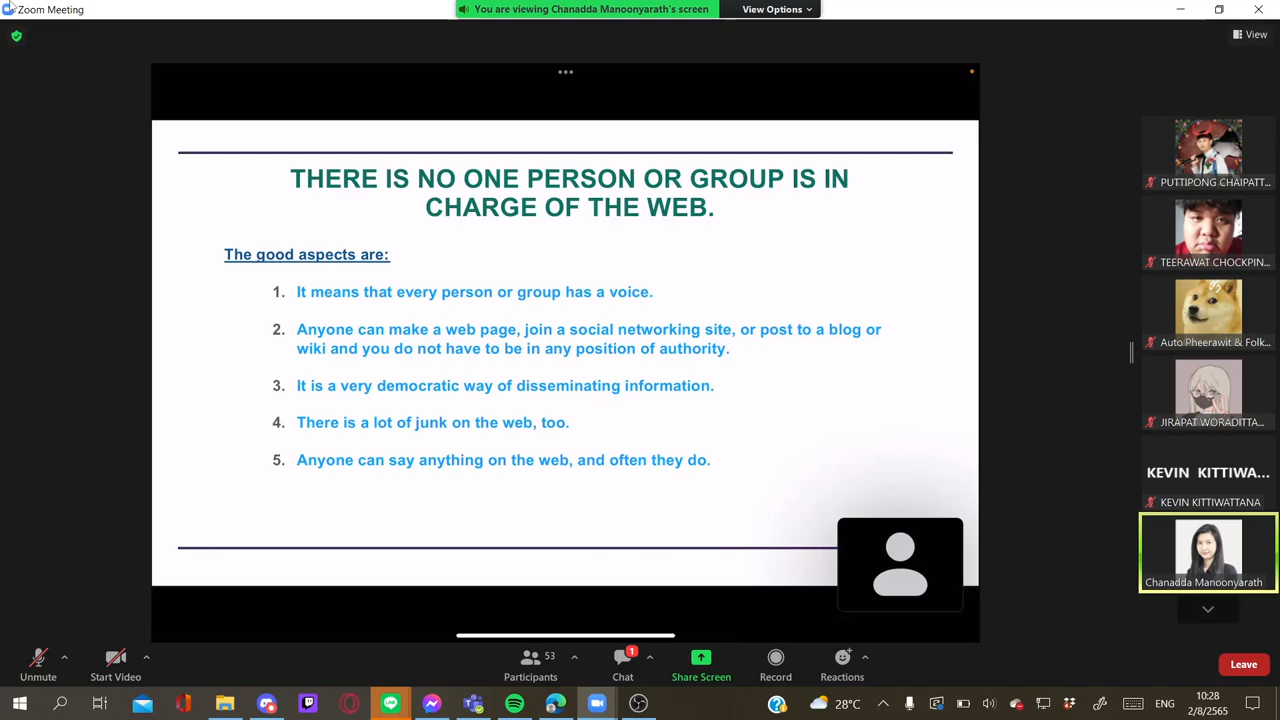 Zoom Meeting
You are viewing Chanadda Manoonyarath's screen
View Options
View
THERE IS NO ONE PERSON OR GROUP IS IN
CHARGE OF THE WEB.
The good aspects are:
1. It means that every person or group has a voice.
2. Anyone can make a web page, join a social networking site, or post to a blog or
wiki and you do not have to be in any position of authority.
3. It is a very democratic way of disseminating information.
4. There is a lot of junk on the web, too.
5. Anyone can say anything on the web, and often they do.
PUTTIPONG CHAIPATT...
TEERAWAT CHOCKPIN...
Auto Pheerawit & Folk...
JIRAPAT WORADITTA...
KEVIN KITTIWA...
KEVIN KITTIWATTANA
Chanadda Manoonyarath
Unmute
Start Video
53
Participants
1
Chat
Share Screen
Record
Reactions
Leave
28°C
ENG
10:28
2/8/2565